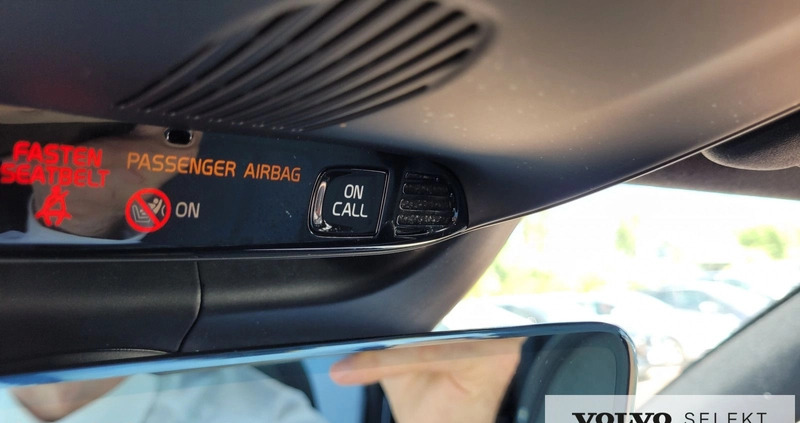 FASTEN
SEATBELT
PASSENGER AIRBAG
ON
ON
CALL
VOLVO SELEKT